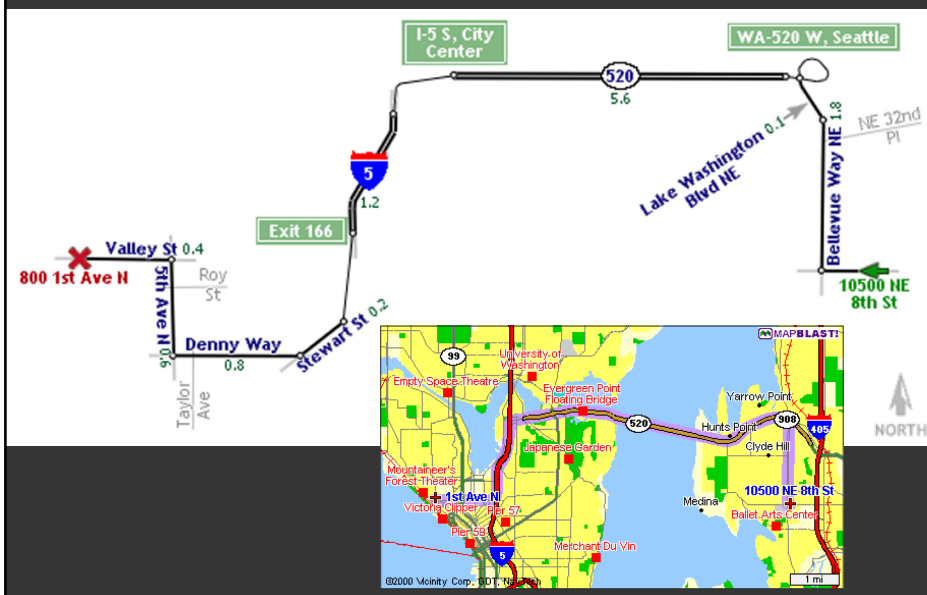 I-5 S, City
Center
WA-520 W, Seattle
520
5.6
0.1
1.8
NE 32nd
Pl
Lake Washington
Blvd NE
Bellevue Way NE
5
1.2
Exit 166
Valley St 0.4
800 1st Ave N
5th Ave N
Roy
St
10500 NE
8th St
0.2
Stewart St
Denny Way
0.6
0.8
Taylor
Ave
NORTH
MAPBLAST!
99
University of
Washington
Empty Space Theatre
Evergreen Point
Floating Bridge
Yarrow Point
520
Hunts Point
908
405
Clyde Hill
Japanese Garden
Mountaineer's
Forest Theater
1st Ave N
10500 NE 8th St
Medina
Victoria Clipper
Pier 57
Ballet Arts Center
Pier 59
5
Merchant Du Vin
©2000 Vicinity Corp, GDT, NavTech
1 mi